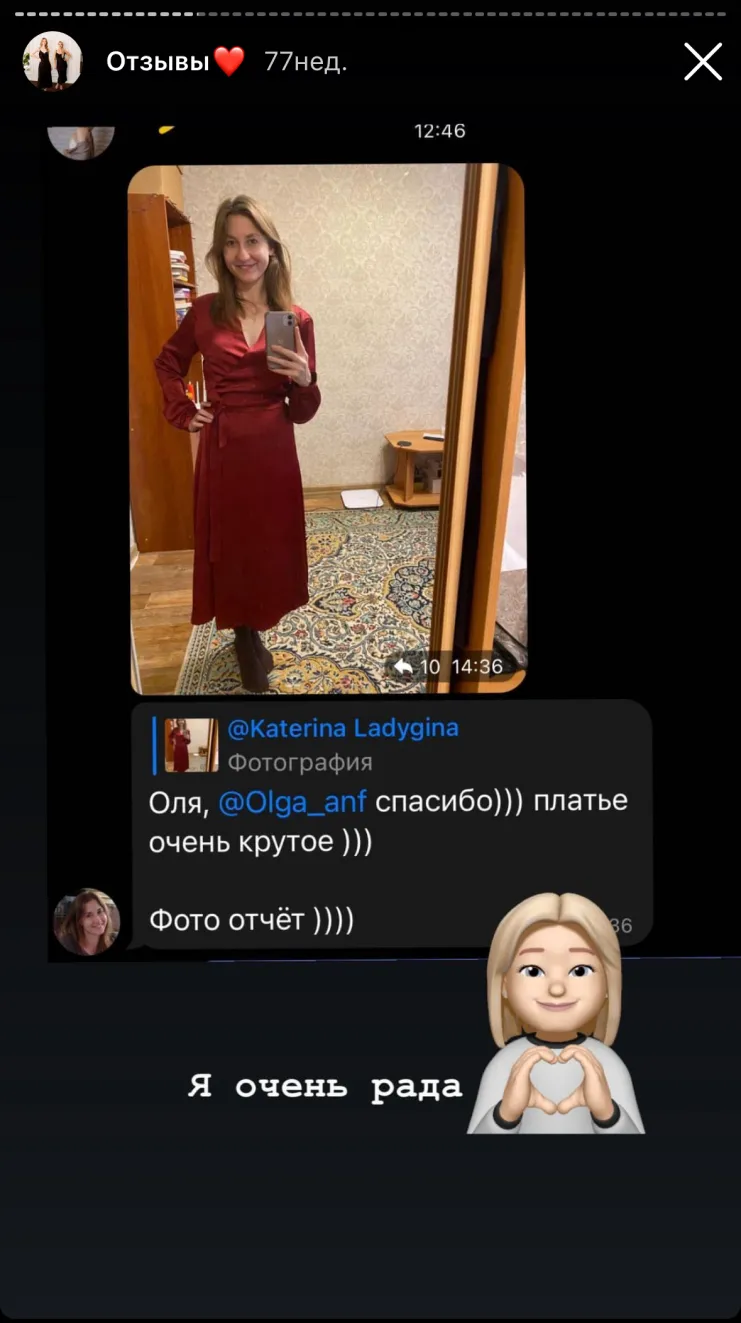 Отзывы❤️ 77нед.
12:46
10 14:36
@Katerina Ladygina
Фотография
Оля, @Olga_anf спасибо))) платье
очень крутое )))
Фото отчёт ))))
36
Я очень рада